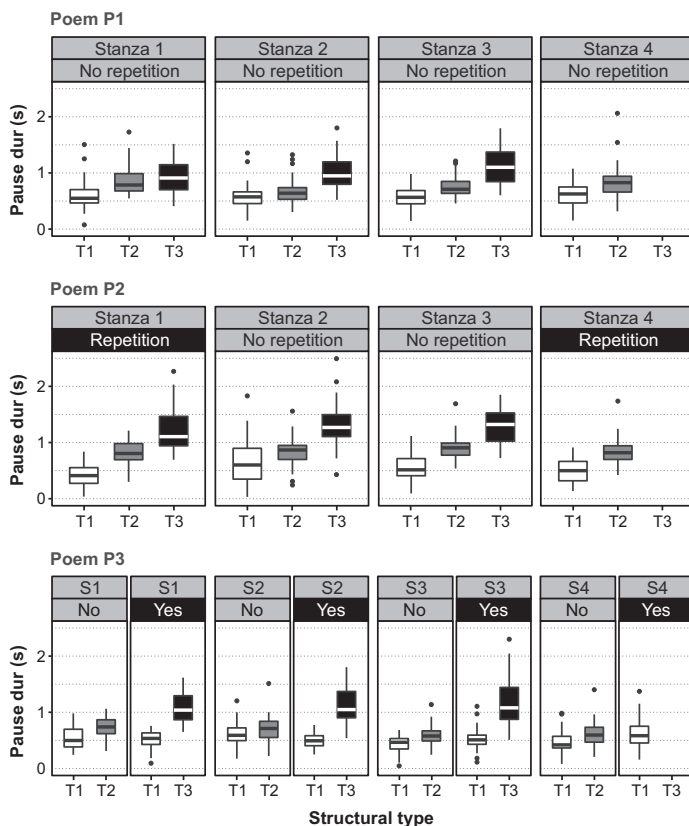 Poem P1
Stanza 1 Stanza 2 Stanza 3 Stanza 4
No repetition No repetition No repetition No repetition
Pause dur (s)
2
1
0
T1 T2 T3 T1 T2 T3 T1 T2 T3 T1 T2 T3
Poem P2
Stanza 1 Stanza 2 Stanza 3 Stanza 4
Repetition No repetition No repetition Repetition
Pause dur (s)
2
1
0
T1 T2 T3 T1 T2 T3 T1 T2 T3 T1 T2 T3
Poem P3
S1 S1 S2 S2 S3 S3 S4 S4
No Yes No Yes No Yes No Yes
Pause dur (s)
2
1
0
T1 T2 T1 T3 T1 T2 T1 T3 T1 T2 T1 T3 T1 T2 T1 T3
Structural type